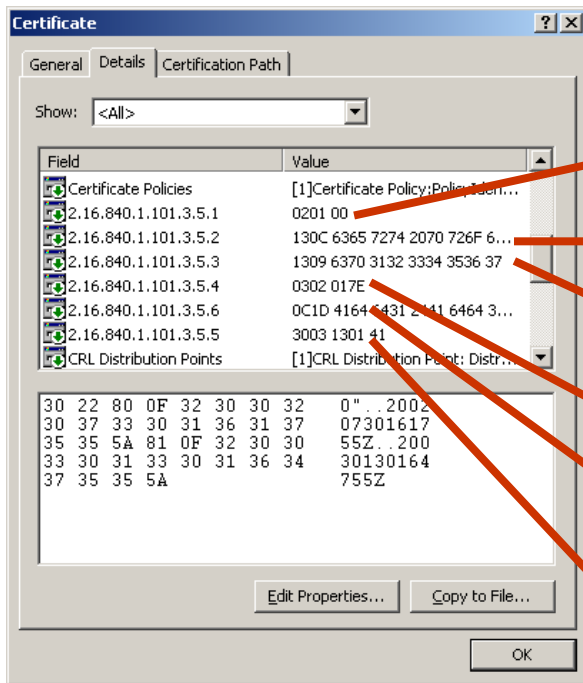 Certificate
General Details Certification Path
Show: <All>
Field Value
Certificate Policies [1]Certificate Policy:PolicyIden...
2.16.840.1.101.3.5.1 0201 00
2.16.840.1.101.3.5.2 130C 6365 7274 2070 726F 6...
2.16.840.1.101.3.5.3 1309 6370 3132 3334 3536 37
2.16.840.1.101.3.5.4 0302 017E
2.16.840.1.101.3.5.6 0C1D 4164 6431 2 41 6464 3...
2.16.840.1.101.3.5.5 3003 1301 41
CRL Distribution Points [1]CRL Distribution Point: Distr...
30 22 80 0F 32 30 30 32 0"..2002
30 37 33 30 31 36 31 37 07301617
35 35 5A 81 0F 32 30 30 55Z..200
33 30 31 33 30 31 36 34 30130164
37 35 35 5A 755Z
Edit Properties... Copy to File...
OK